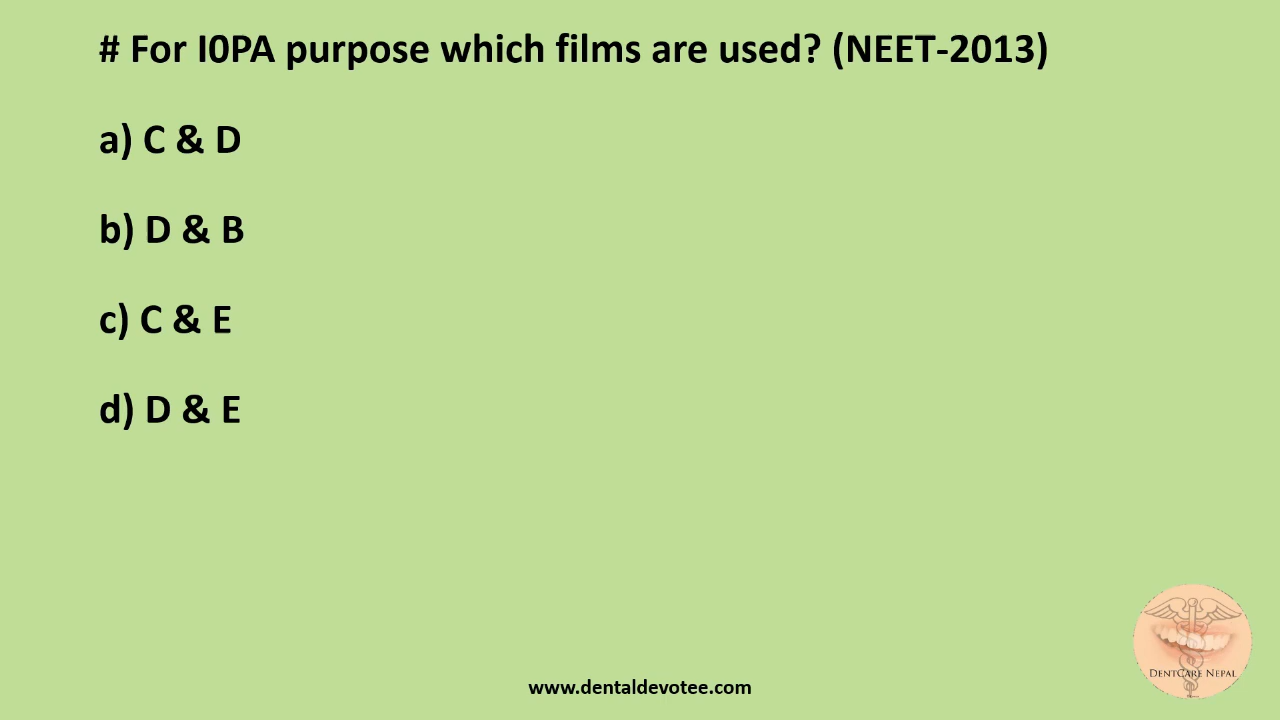 # For I0PA purpose which films are used? (NEET-2013)
a) C & D
b) D & B
c) C & E
d) D & E
DentCare Nepal
www.dentaldevotee.com